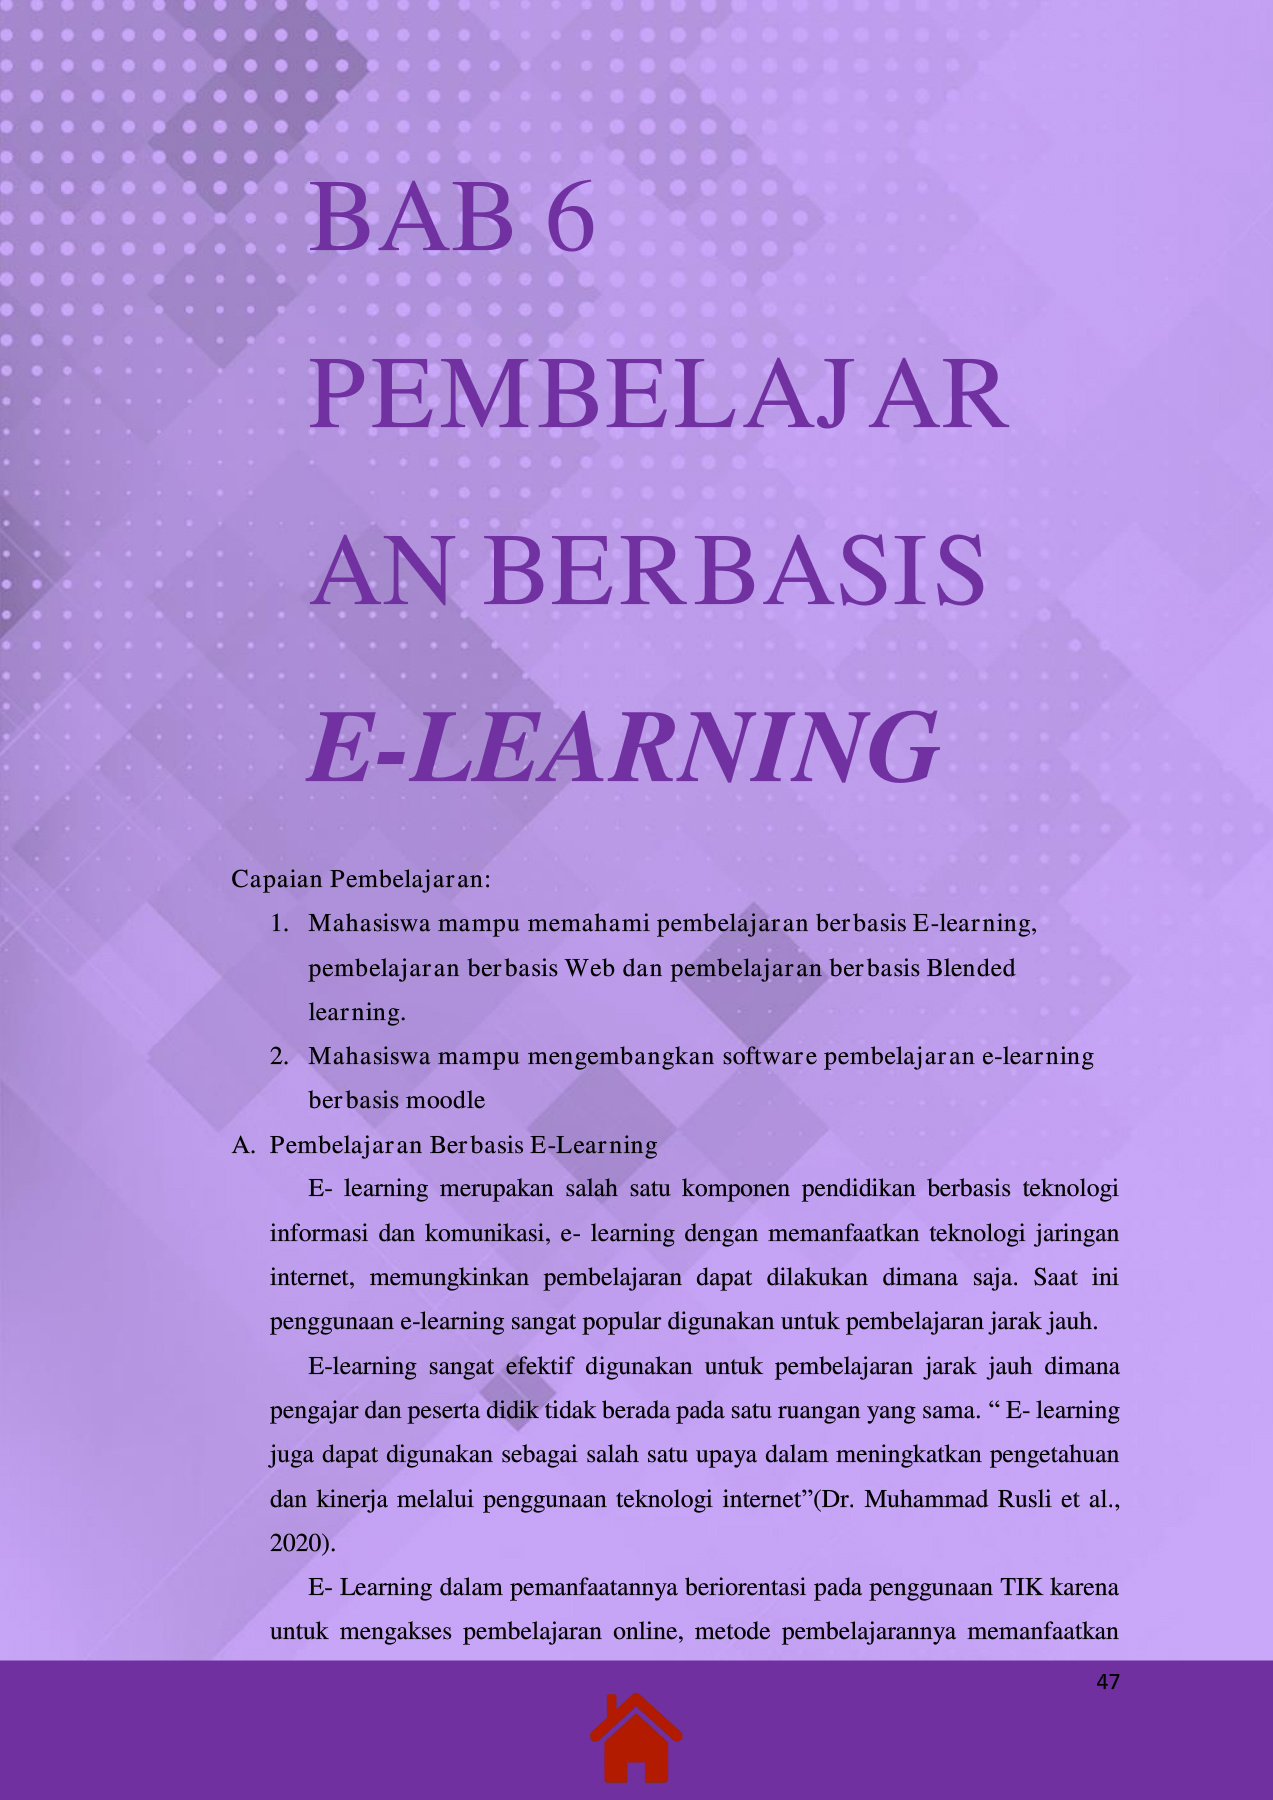 BAB 6
PEMBELAJAR
AN BERBASIS
E-LEARNING
Capaian Pembelajaran:
1. Mahasiswa mampu memahami pembelajaran berbasis E-learning,
pembelajaran berbasis Web dan pembelajaran berbasis Blended
learning.
2. Mahasiswa mampu mengembangkan software pembelajaran e-learning
berbasis moodle
A. Pembelajaran Berbasis E-Learning
E- learning merupakan salah satu komponen pendidikan berbasis teknologi
informasi dan komunikasi, e- learning dengan memanfaatkan teknologi jaringan
internet, memungkinkan pembelajaran dapat dilakukan dimana saja. Saat ini
penggunaan e-learning sangat popular digunakan untuk pembelajaran jarak jauh.
E-learning sangat efektif digunakan untuk pembelajaran jarak jauh dimana
pengajar dan peserta didik tidak berada pada satu ruangan yang sama. “ E- learning
juga dapat digunakan sebagai salah satu upaya dalam meningkatkan pengetahuan
dan kinerja melalui penggunaan teknologi internet”(Dr. Muhammad Rusli et al.,
2020).
E- Learning dalam pemanfaatannya beriorentasi pada penggunaan TIK karena
untuk mengakses pembelajaran online, metode pembelajarannya memanfaatkan
47